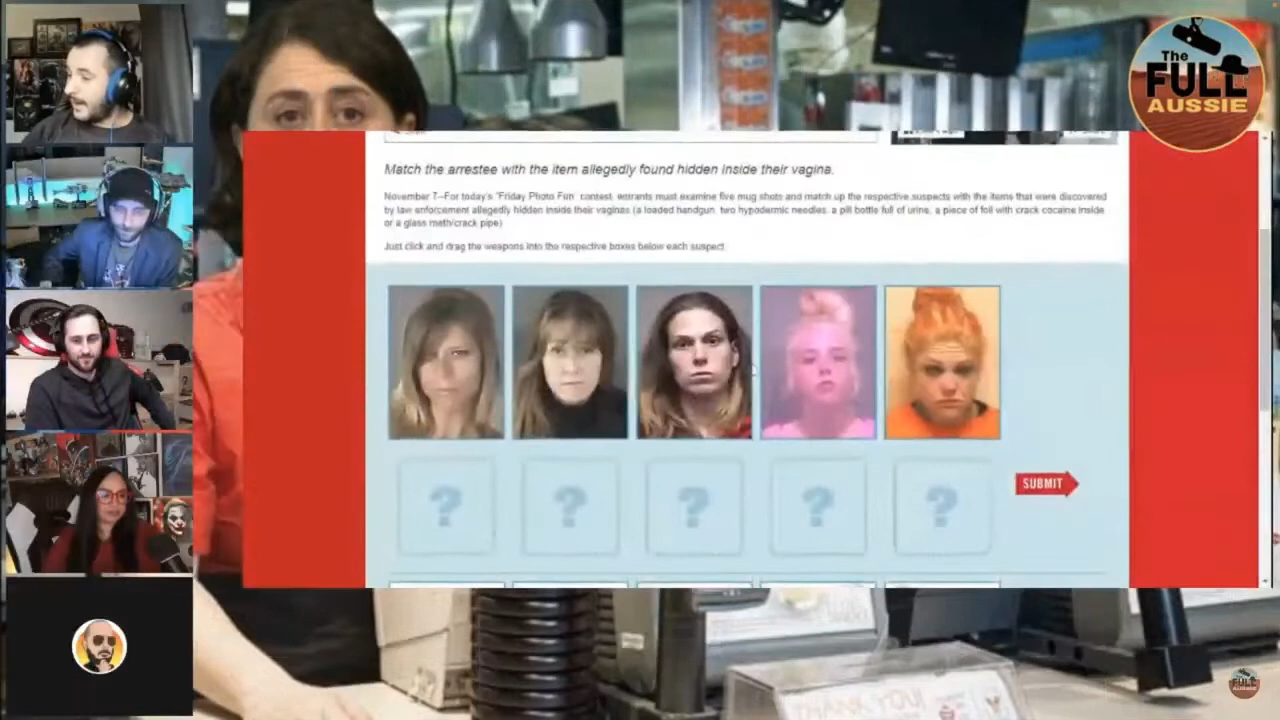 The
FULL
AUSSIE
Match the arrestee with the item allegedly found hidden inside their vagina.
November 7--For today's "Friday Photo Fun" contest, entrants must examine five mug shots and match up the respective suspects with the items that were discovered
by law enforcement allegedly hidden inside their vaginas (a loaded handgun, two hypodermic needles, a pill bottle full of urine, a piece of foil with crack cocaine inside
or a glass meth/crack pipe)
Just click and drag the weapons into the respective boxes below each suspect
? ? ? ? ?
SUBMIT
THANK YOU!
FULL
AUSSIE